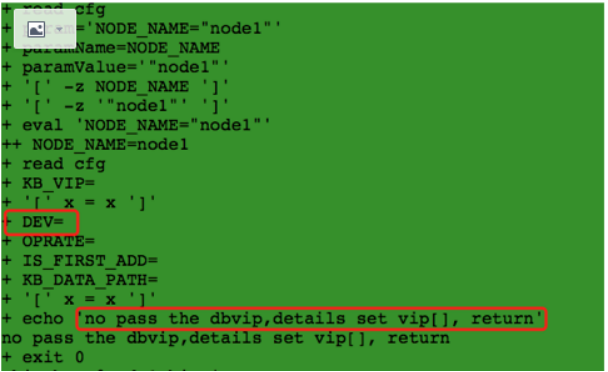 + read cfg
+ param='NODE_NAME="node1"'
+ paramName=NODE_NAME
+ paramValue='"node1"'
+ '[' -z NODE_NAME ']'
+ '[' -z '"node1"' ']'
+ eval 'NODE_NAME="node1"'
++ NODE_NAME=node1
+ read cfg
+ KB_VIP=
+ '[' x = x ']'
+ DEV=
+ OPRATE=
+ IS_FIRST_ADD=
+ KB_DATA_PATH=
+ '[' x = x ']'
+ echo 'no pass the dbvip,details set vip[], return'
no pass the dbvip,details set vip[], return
+ exit 0